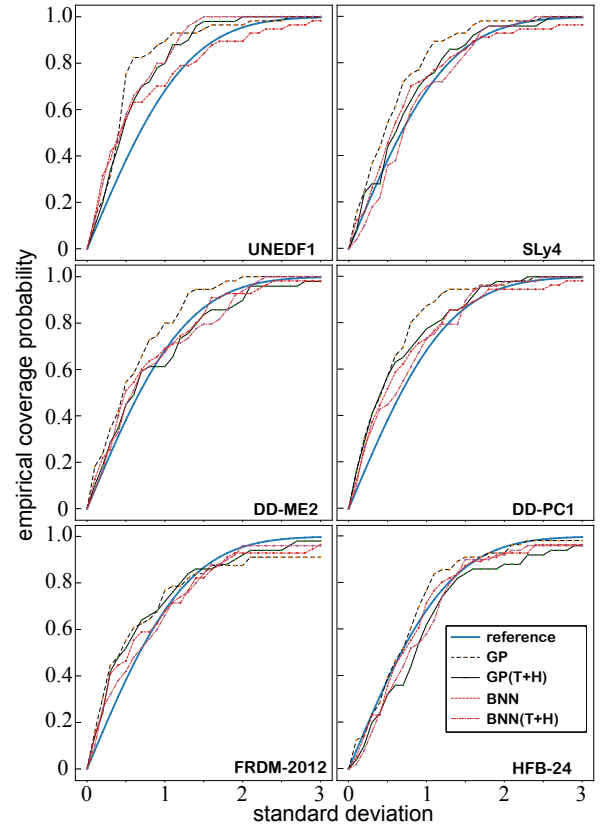 1.0
0.8
0.6
0.4
0.2
0
UNEDF1
SLy4
1.0
0.8
0.6
0.4
0.2
0
DD-ME2
DD-PC1
1.0
0.8
0.6
0.4
0.2
0
FRDM-2012
HFB-24
reference
GP
GP(T+H)
BNN
BNN(T+H)
0 1 2 3 0 1 2 3
standard deviation
empirical coverage probability